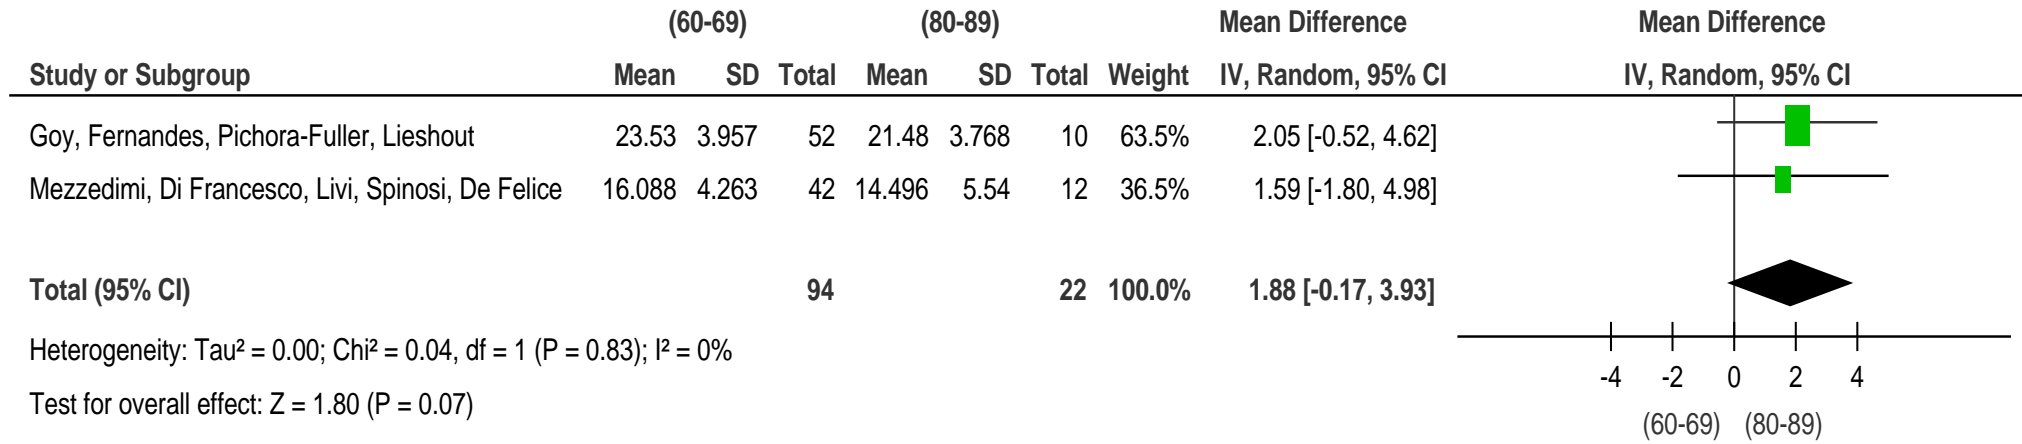 (60-69) (80-89) Mean Difference Mean Difference
Study or Subgroup Mean SD Total Mean SD Total Weight IV, Random, 95% CI IV, Random, 95% CI
Goy, Fernandes, Pichora-Fuller, Lieshout 23.53 3.957 52 21.48 3.768 10 63.5% 2.05 [-0.52, 4.62]
Mezzedimi, Di Francesco, Livi, Spinosi, De Felice 16.088 4.263 42 14.496 5.54 12 36.5% 1.59 [-1.80, 4.98]
Total (95% CI) 94 22 100.0% 1.88 [-0.17, 3.93]
Heterogeneity: Tau² = 0.00; Chi² = 0.04, df = 1 (P = 0.83); I² = 0%
-4 -2 0 2 4
Test for overall effect: Z = 1.80 (P = 0.07)
(60-69) (80-89)